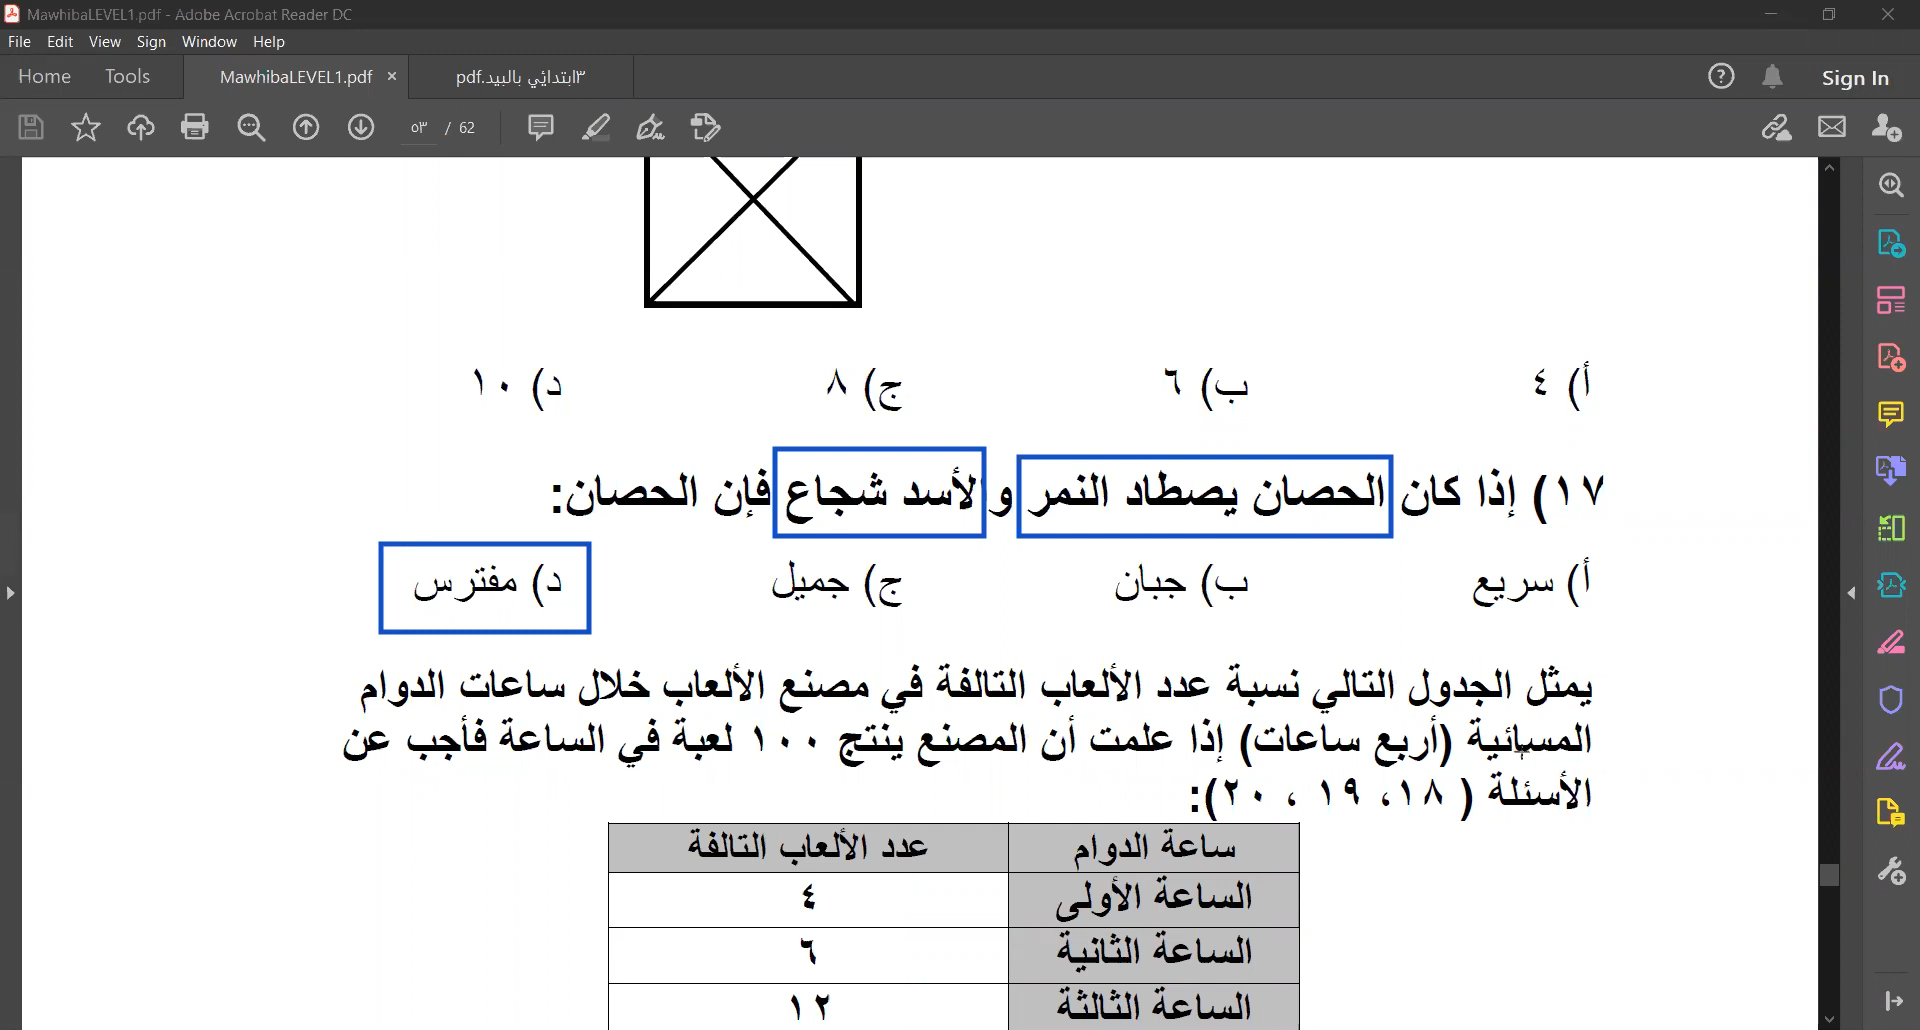 MawhibaLEVEL1.pdf - Adobe Acrobat Reader DC
File Edit View Sign Window Help
Home Tools MawhibaLEVEL1.pdf × ٣ابتدائي بالبيد.pdf Sign In
٥٣ / 62
أ) ٤ ب) ٦ ج) ٨ د) ١٠
١٧) إذا كان الحصان يصطاد النمر والأسد شجاع فإن الحصان:
أ) سريع ب) جبان ج) جميل د) مفترس
يمثل الجدول التالي نسبة عدد الألعاب التالفة في مصنع الألعاب خلال ساعات الدوام
المسائية (أربع ساعات) إذا علمت أن المصنع ينتج ١٠٠ لعبة في الساعة فأجب عن
الأسئلة ( ١٨، ١٩ ، ٢٠):
ساعة الدوام عدد الألعاب التالفة
الساعة الأولى ٤
الساعة الثانية ٦
الساعة الثالثة ١٢